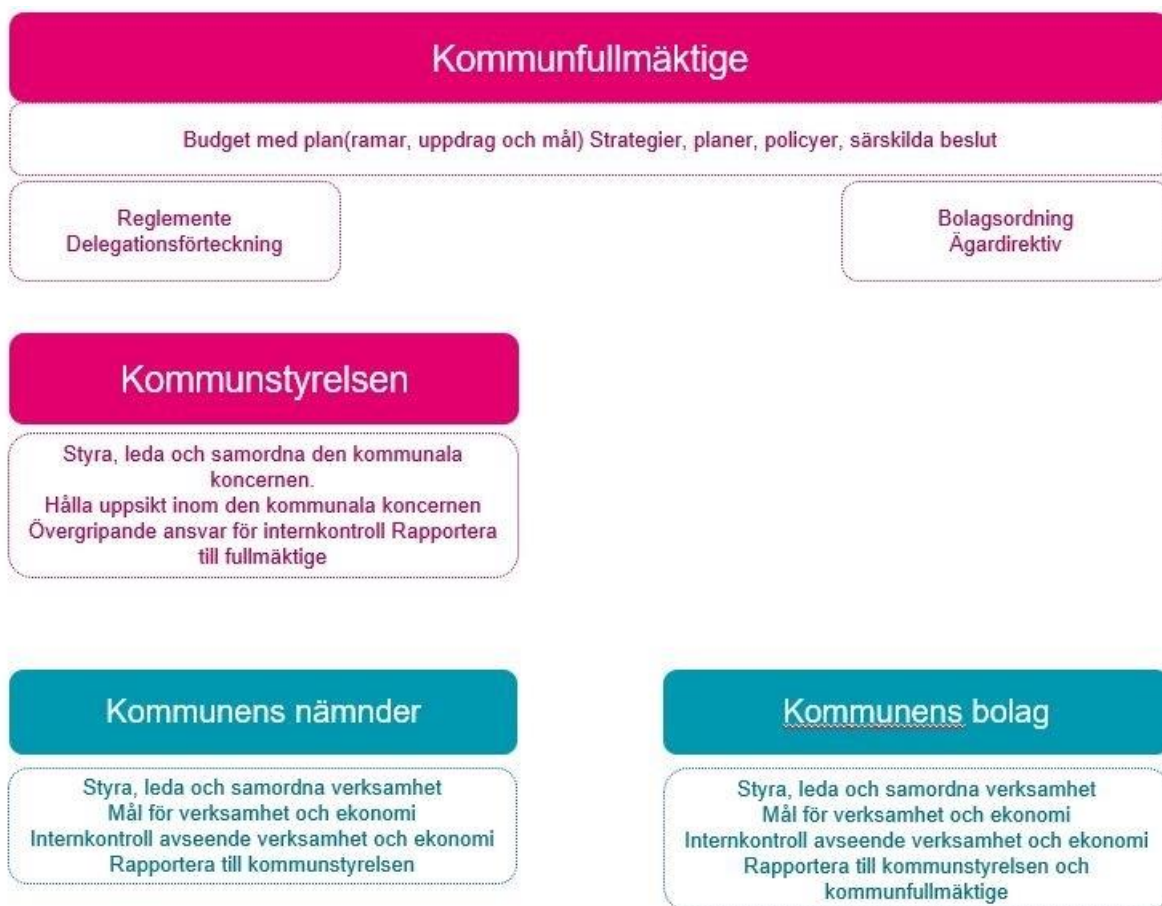 Kommunfullmäktige
Budget med plan(ramar, uppdrag och mål) Strategier, planer, policyer, särskilda beslut
Reglemente
Delegationsförteckning
Bolagsordning
Ägardirektiv
Kommunstyrelsen
Styra, leda och samordna den kommunala
koncernen.
Hålla uppsikt inom den kommunala koncernen
Övergripande ansvar för internkontroll Rapportera
till fullmäktige
Kommunens nämnder
Styra, leda och samordna verksamhet
Mål för verksamhet och ekonomi
Internkontroll avseende verksamhet och ekonomi
Rapportera till kommunstyrelsen
Kommunens bolag
Styra, leda och samordna verksamhet
Mål för verksamhet och ekonomi
Internkontroll avseende verksamhet och ekonomi
Rapportera till kommunstyrelsen och
kommunfullmäktige